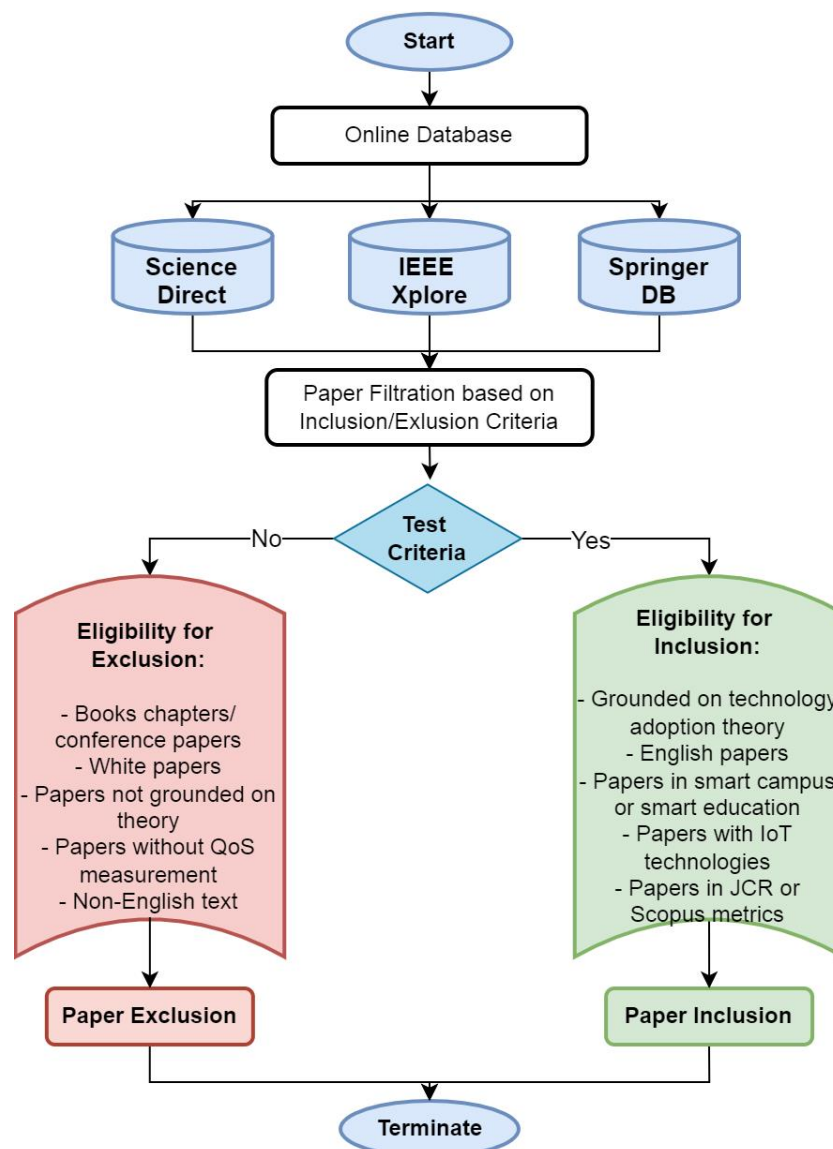 Start
Online Database
Science
Direct
IEEE
Xplore
Springer
DB
Paper Filtration based on
Inclusion/Exlusion Criteria
Test
Criteria
No
Yes
Eligibility for
Exclusion:
- Books chapters/
conference papers
- White papers
- Papers not grounded on
theory
- Papers without QoS
measurement
- Non-English text
Eligibility for
Inclusion:
- Grounded on technology
adoption theory
- English papers
- Papers in smart campus
or smart education
- Papers with IoT
technologies
- Papers in JCR or
Scopus metrics
Paper Exclusion
Paper Inclusion
Terminate